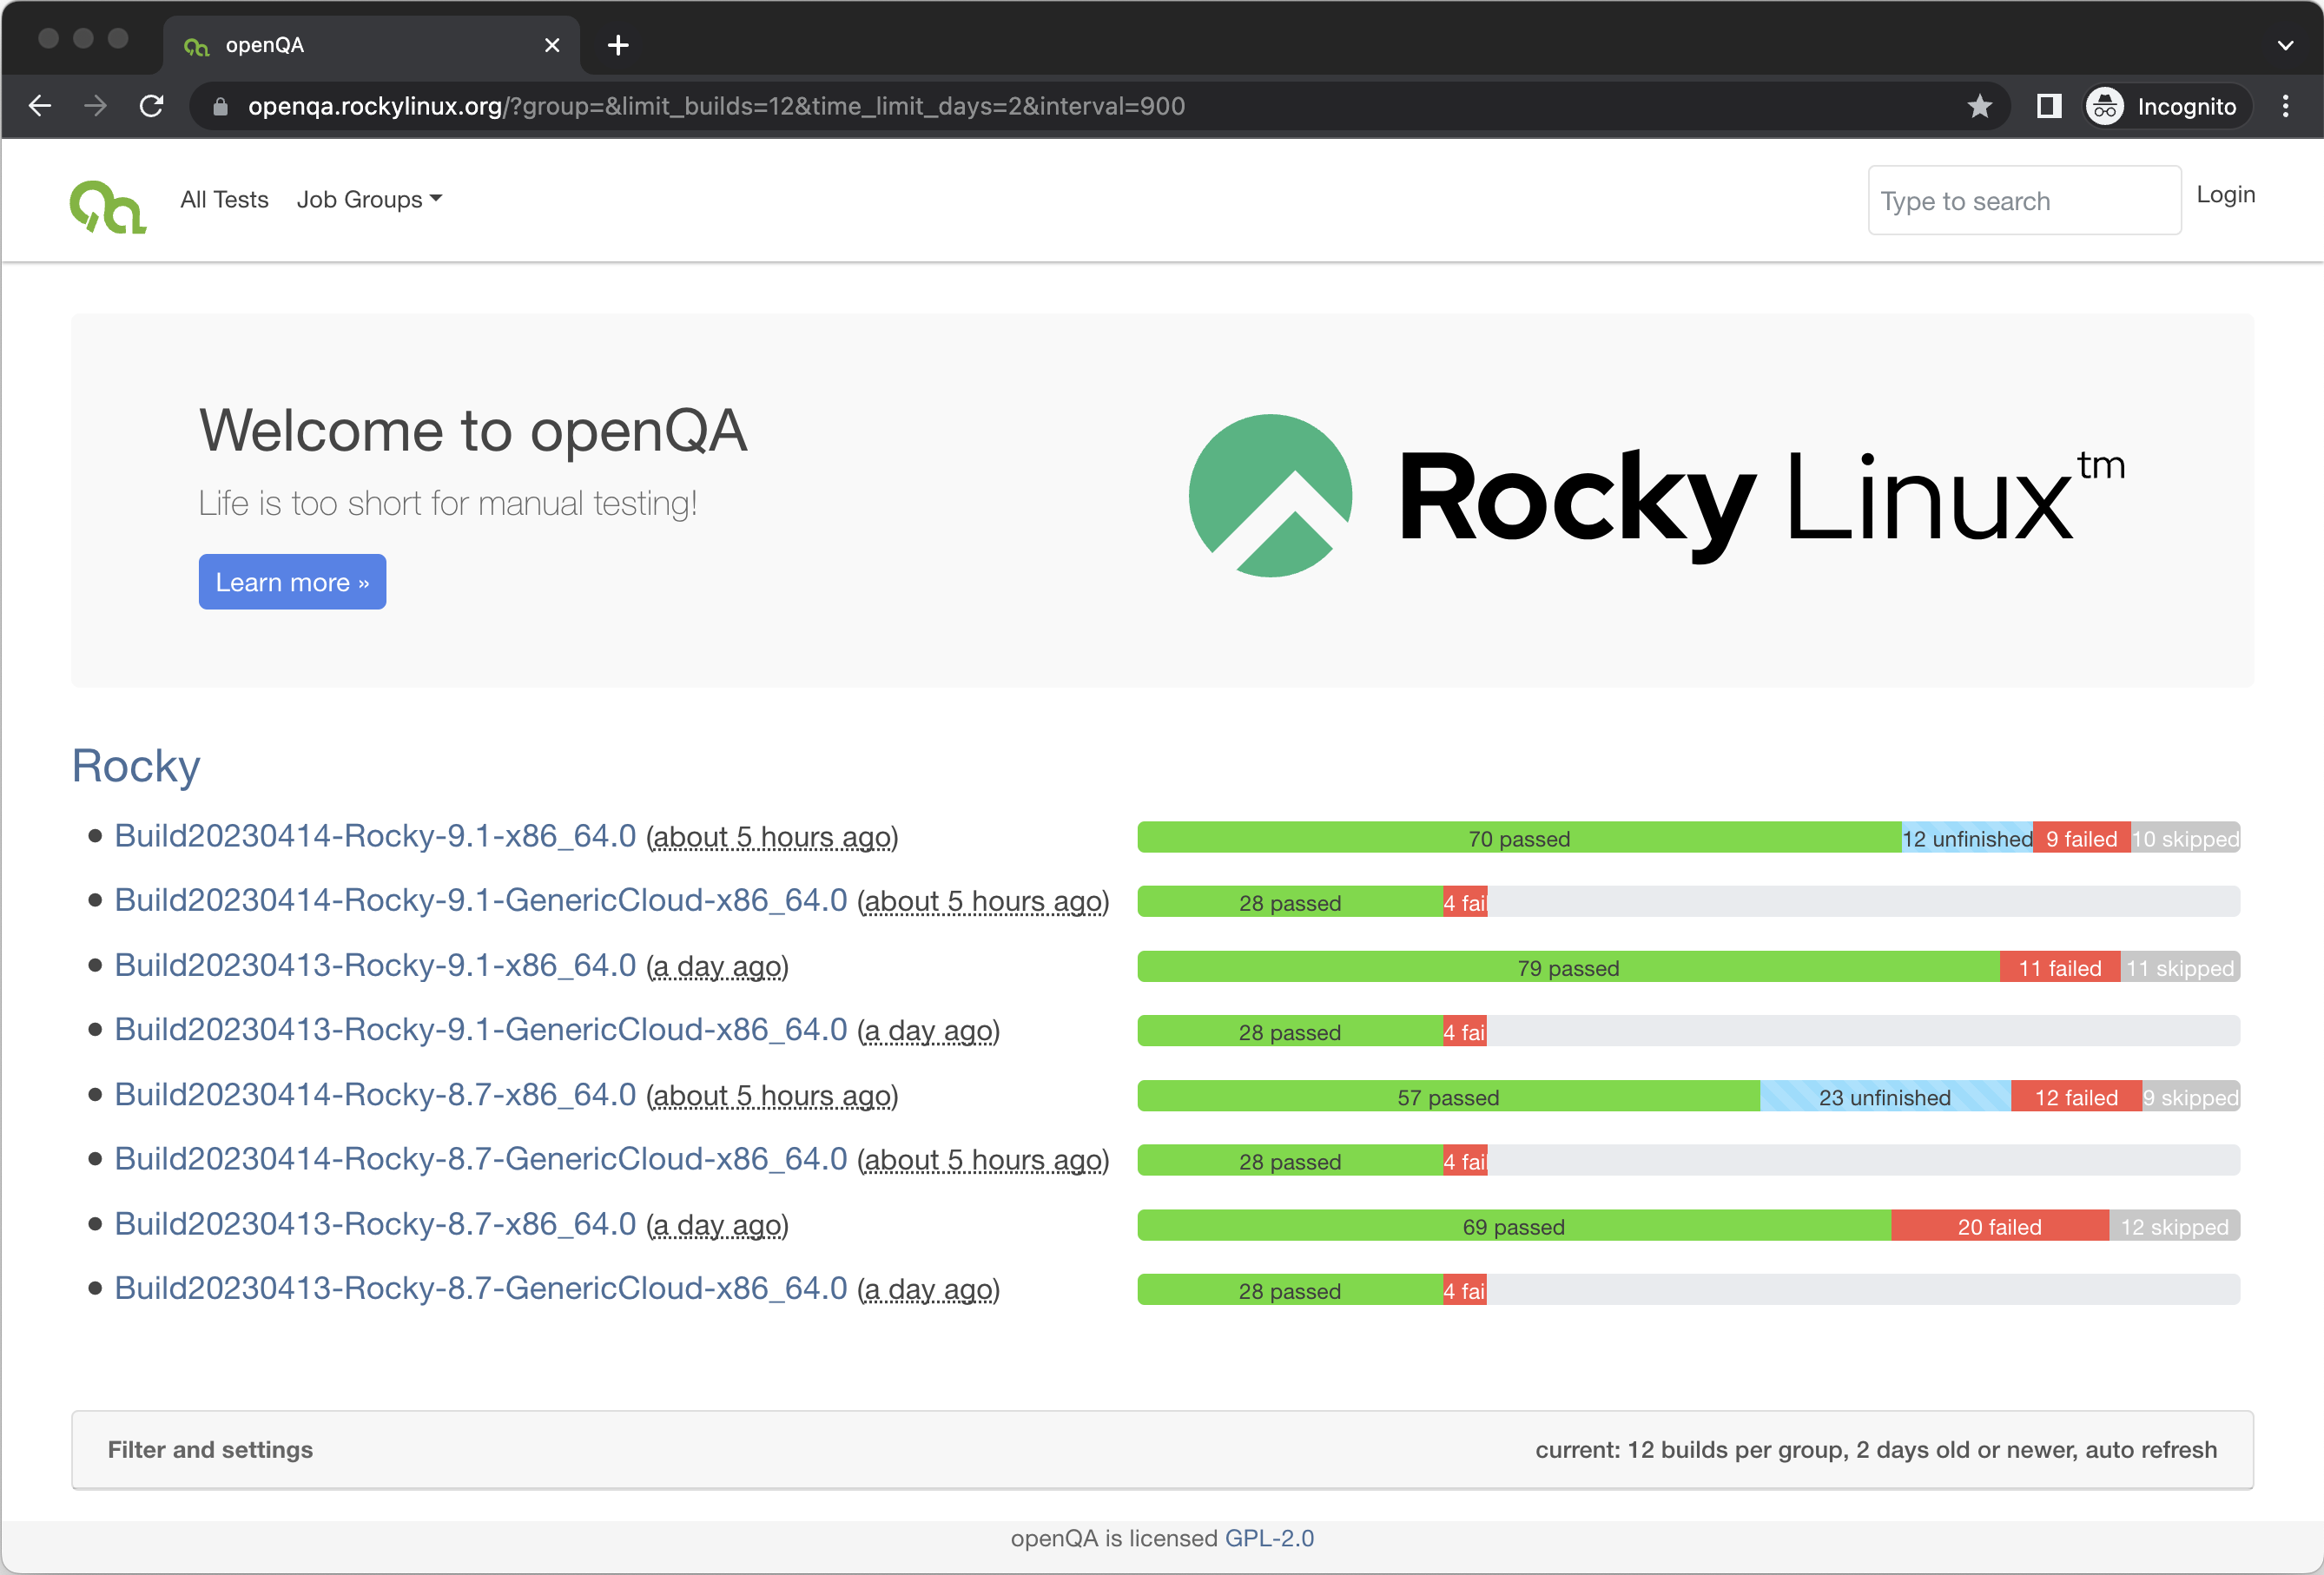 openQA
openqa.rockylinux.org/?group=&limit_builds=12&time_limit_days=2&interval=900
Incognito
All Tests Job Groups
Type to search Login
Welcome to openQA
Life is too short for manual testing!
Learn more »
Rocky Linux tm
Rocky
Build20230414-Rocky-9.1-x86_64.0 (about 5 hours ago) 70 passed 12 unfinished 9 failed 10 skipped
Build20230414-Rocky-9.1-GenericCloud-x86_64.0 (about 5 hours ago) 28 passed 4 fail
Build20230413-Rocky-9.1-x86_64.0 (a day ago) 79 passed 11 failed 11 skipped
Build20230413-Rocky-9.1-GenericCloud-x86_64.0 (a day ago) 28 passed 4 fai
Build20230414-Rocky-8.7-x86_64.0 (about 5 hours ago) 57 passed 23 unfinished 12 failed 9 skipped
Build20230414-Rocky-8.7-GenericCloud-x86_64.0 (about 5 hours ago) 28 passed 4 fail
Build20230413-Rocky-8.7-x86_64.0 (a day ago) 69 passed 20 failed 12 skipped
Build20230413-Rocky-8.7-GenericCloud-x86_64.0 (a day ago) 28 passed 4 fai
Filter and settings current: 12 builds per group, 2 days old or newer, auto refresh
openQA is licensed GPL-2.0